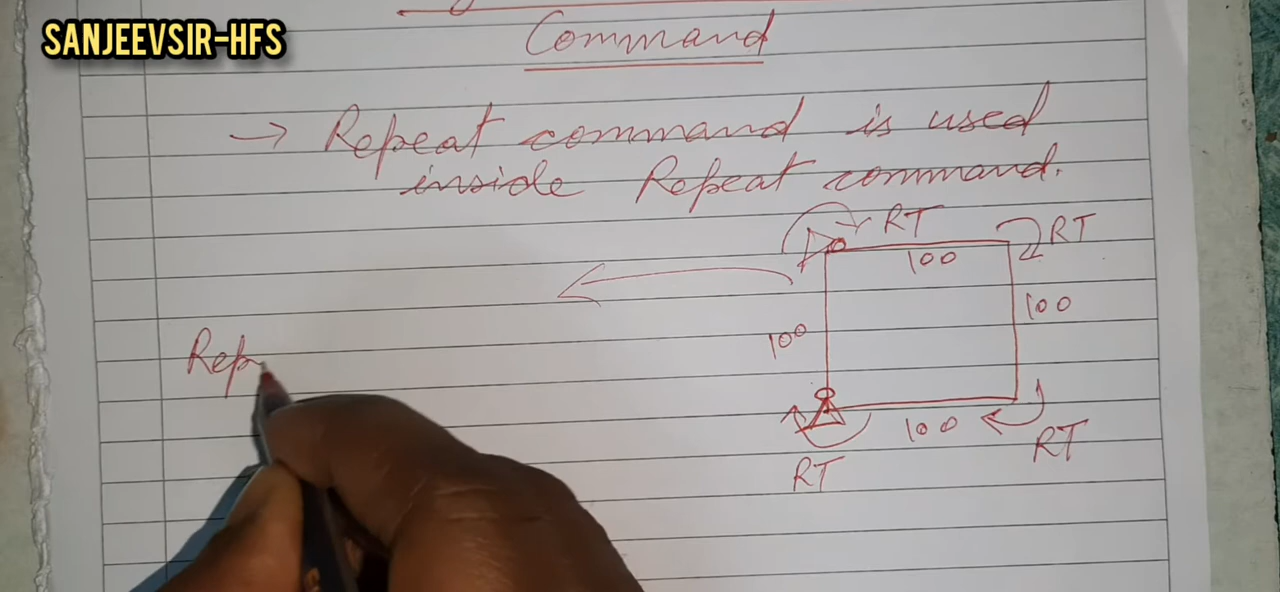 SANJEEVSIR-HFS
Command
→ Repeat command is used
inside Repeat command.
RT
RT
100
100
100
Rep
100
RT
RT